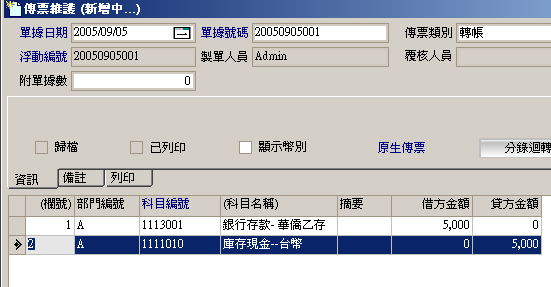 傳票維護 (新增中...)
單據日期 2005/09/05 單據號碼 20050905001 傳票類別 轉帳
浮動編號 20050905001 製單人員 Admin 覆核人員
附單據數 0
歸檔 已列印 顯示幣別 原生傳票 分錄迴轉
資訊 備註 列印
(欄號) 部門編號 科目編號 (科目名稱) 摘要 借方金額 貸方金額
1 A 1113001 銀行存款- 華僑乙存 5,000 0
2 A 1111010 庫存現金--台幣 0 5,000